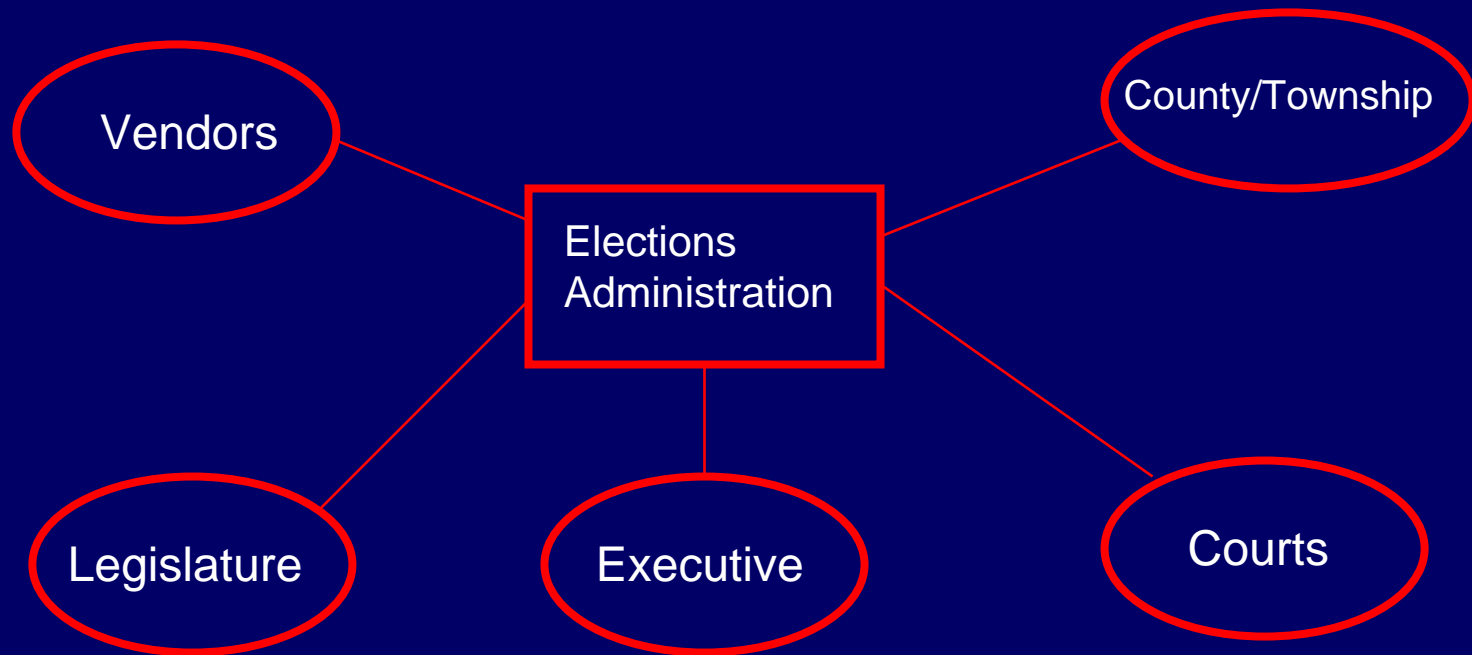 Vendors
County/Township
Elections
Administration
Legislature
Executive
Courts